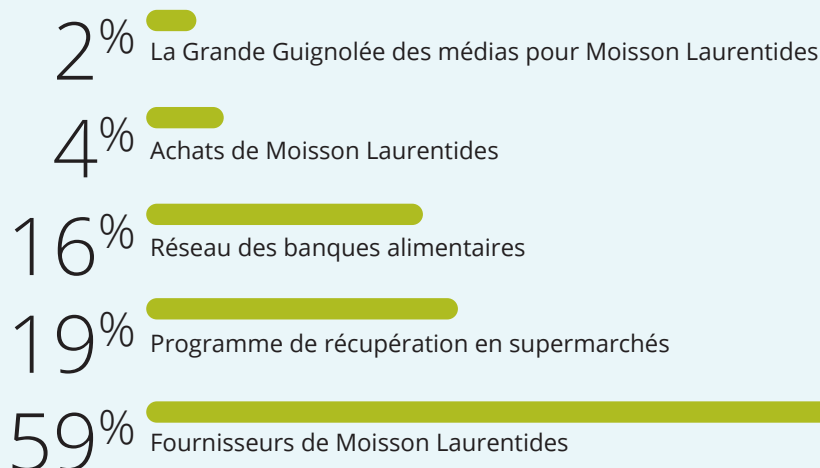 2% La Grande Guignolée des médias pour Moisson Laurentides
4% Achats de Moisson Laurentides
16% Réseau des banques alimentaires
19% Programme de récupération en supermarchés
59% Fournisseurs de Moisson Laurentides